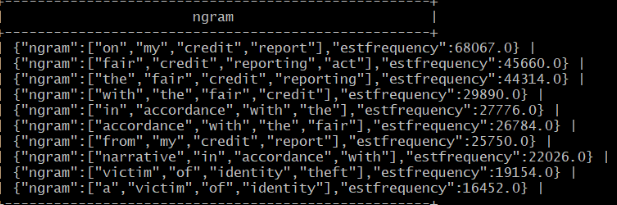 +--------------------------------------------------+
|                      ngram                       |
+--------------------------------------------------+
| {"ngram":["on","my","credit","report"],"estfrequency":68067.0} |
| {"ngram":["fair","credit","reporting","act"],"estfrequency":45660.0} |
| {"ngram":["the","fair","credit","reporting"],"estfrequency":44314.0} |
| {"ngram":["with","the","fair","credit"],"estfrequency":29890.0} |
| {"ngram":["in","accordance","with","the"],"estfrequency":27776.0} |
| {"ngram":["accordance","with","the","fair"],"estfrequency":26784.0} |
| {"ngram":["from","my","credit","report"],"estfrequency":25750.0} |
| {"ngram":["narrative","in","accordance","with"],"estfrequency":22026.0} |
| {"ngram":["victim","of","identity","theft"],"estfrequency":19154.0} |
| {"ngram":["a","victim","of","identity"],"estfrequency":16452.0} |
+--------------------------------------------------+